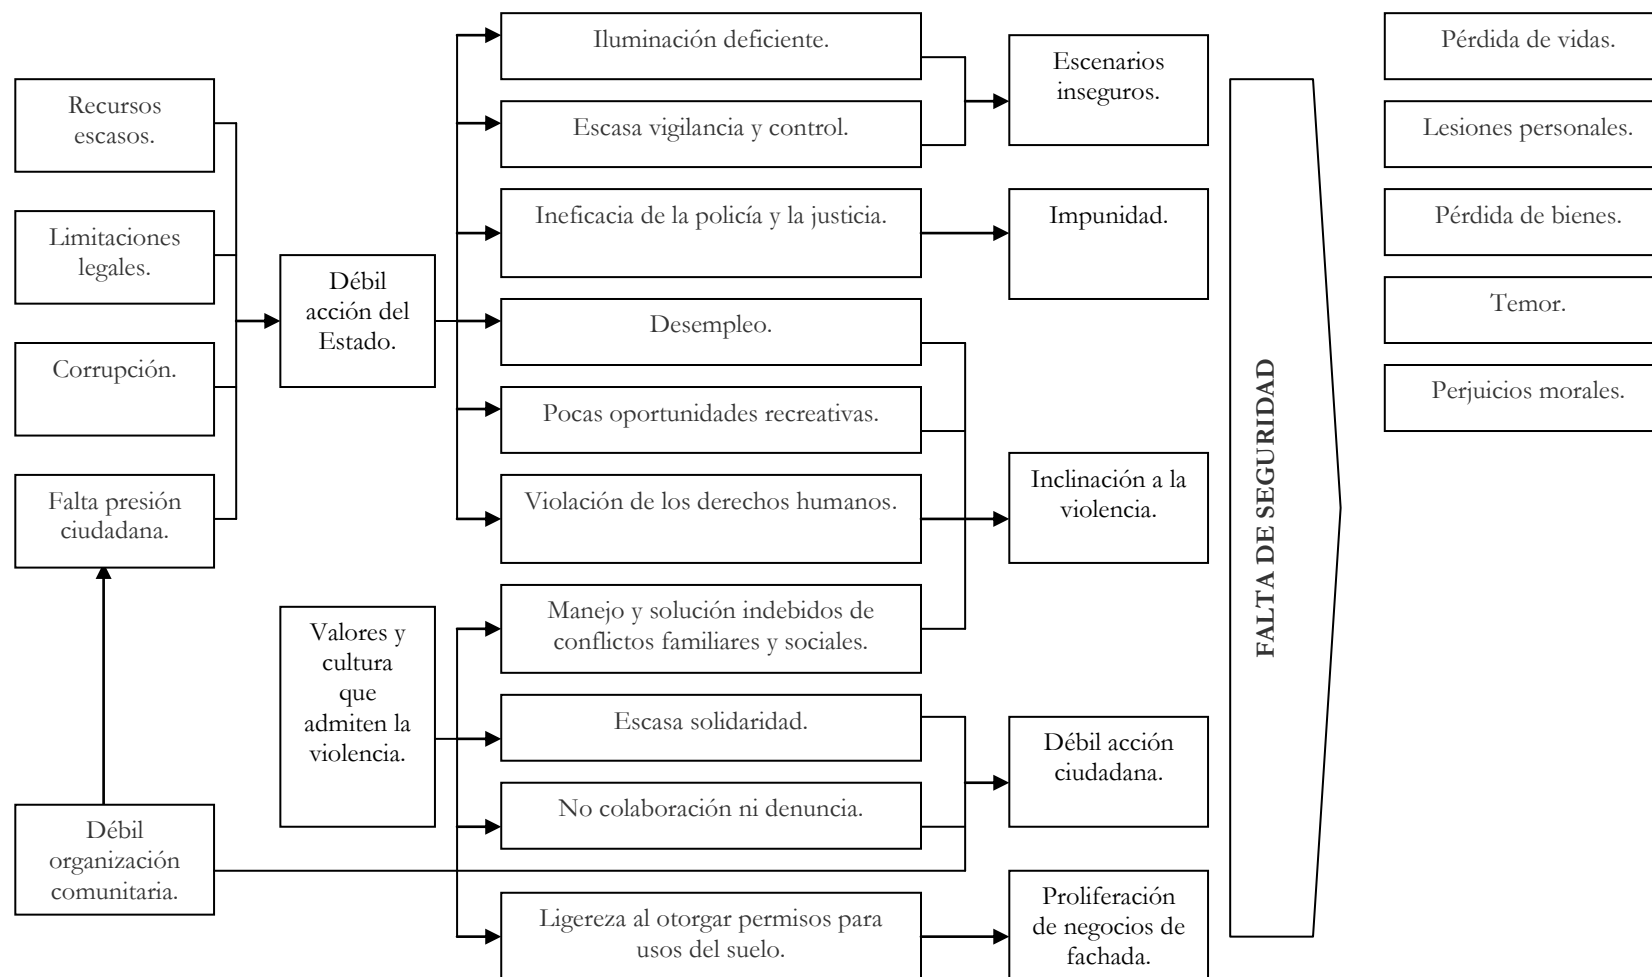 Recursos
escasos.
Limitaciones
legales.
Corrupción.
Falta presión
ciudadana.
Débil
organización
comunitaria.
Débil
acción del
Estado.
Valores y
cultura
que
admiten la
violencia.
Iluminación deficiente.
Escasa vigilancia y control.
Ineficacia de la policía y la justicia.
Desempleo.
Pocas oportunidades recreativas.
Violación de los derechos humanos.
Manejo y solución indebidos de
conflictos familiares y sociales.
Escasa solidaridad.
No colaboración ni denuncia.
Ligereza al otorgar permisos para
usos del suelo.
Escenarios
inseguros.
Impunidad.
Inclinación a la
violencia.
Débil acción
ciudadana.
Proliferación
de negocios de
fachada.
FALTA DE SEGURIDAD
Pérdida de vidas.
Lesiones personales.
Pérdida de bienes.
Temor.
Perjuicios morales.